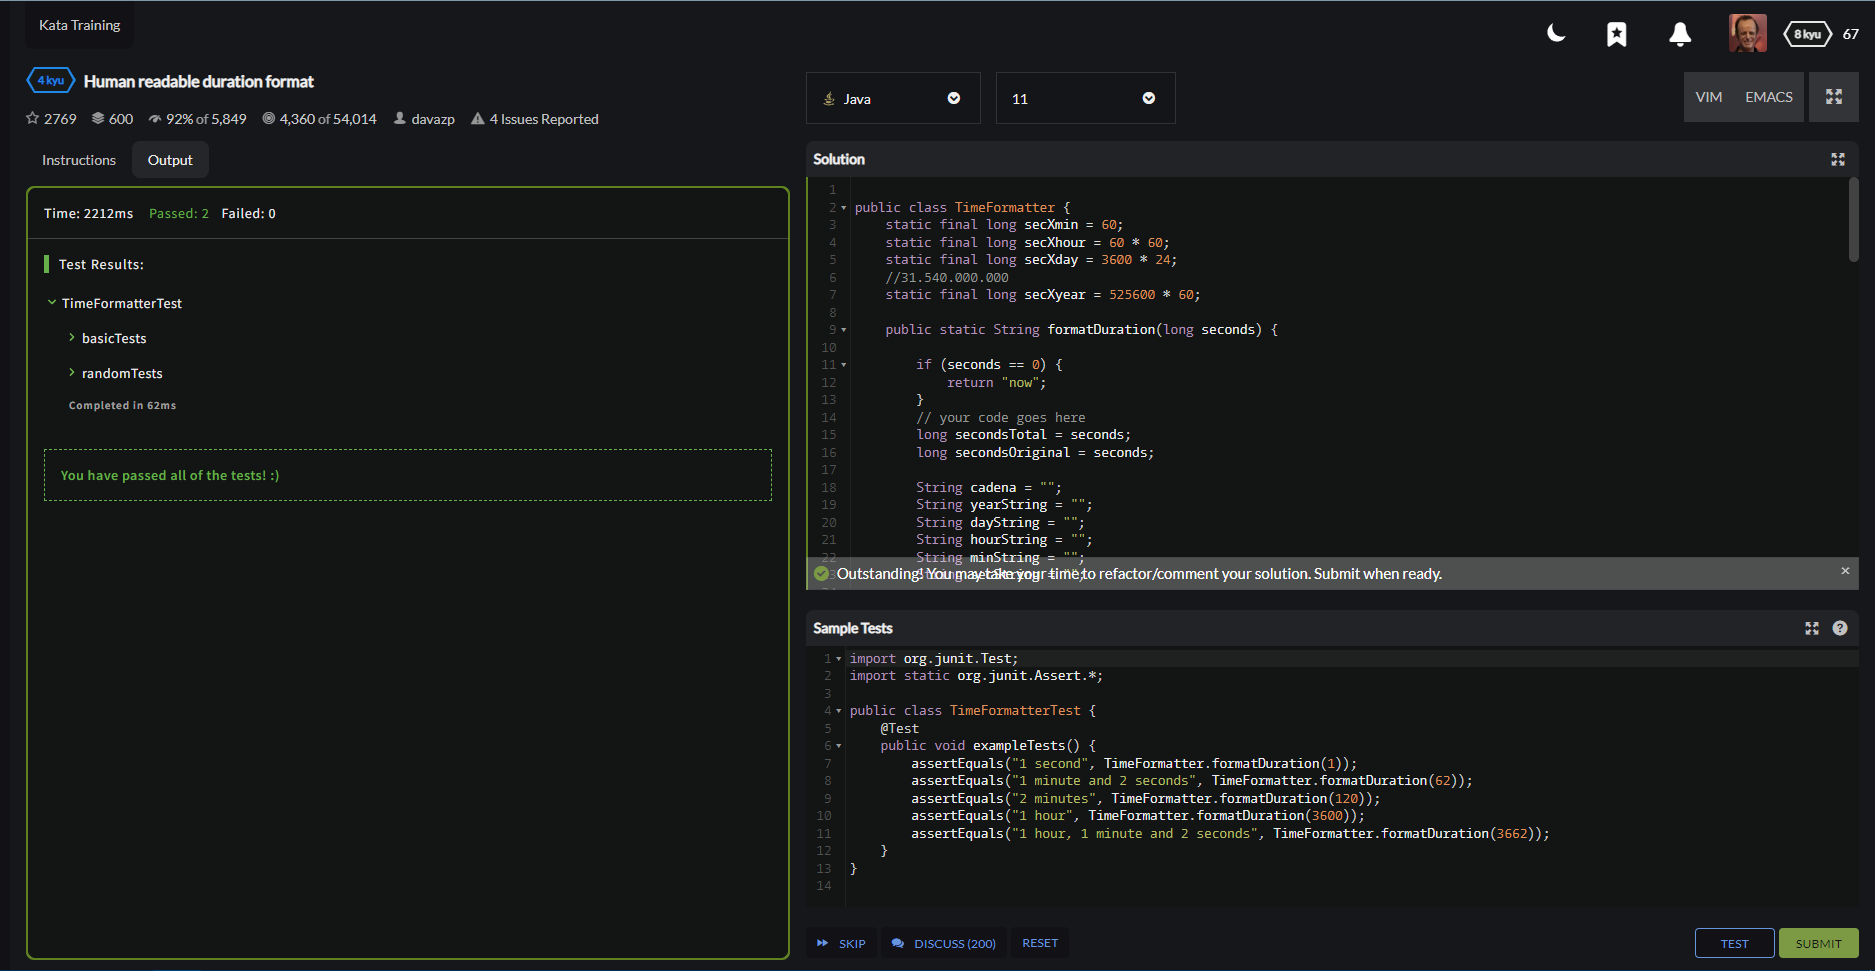 Kata Training
8 kyu 67
4 kyu Human readable duration format
2769 600 92% of 5,849 4,360 of 54,014 davazp 4 Issues Reported
Instructions Output
Time: 2212ms Passed: 2 Failed: 0
Test Results:
TimeFormatterTest
basicTests
randomTests
Completed in 62ms
You have passed all of the tests! :)
Java 11 VIM EMACS
Solution
1
2 public class TimeFormatter {
3 static final long secXmin = 60;
4 static final long secXhour = 60 * 60;
5 static final long secXday = 3600 * 24;
6 //31.540.000.000
7 static final long secXyear = 525600 * 60;
8
9 public static String formatDuration(long seconds) {
10
11 if (seconds == 0) {
12 return "now";
13 }
14 // your code goes here
15 long secondsTotal = seconds;
16 long secondsOriginal = seconds;
17
18 String cadena = "";
19 String yearString = "";
20 String dayString = "";
21 String hourString = "";
22 String minString = "";
Outstanding! You may take your time to refactor/comment your solution. Submit when ready. ×
Sample Tests ?
1 import org.junit.Test;
2 import static org.junit.Assert.*;
3
4 public class TimeFormatterTest {
5 @Test
6 public void exampleTests() {
7 assertEquals("1 second", TimeFormatter.formatDuration(1));
8 assertEquals("1 minute and 2 seconds", TimeFormatter.formatDuration(62));
9 assertEquals("2 minutes", TimeFormatter.formatDuration(120));
10 assertEquals("1 hour", TimeFormatter.formatDuration(3600));
11 assertEquals("1 hour, 1 minute and 2 seconds", TimeFormatter.formatDuration(3662));
12 }
13 }
14
SKIP DISCUSS (200) RESET TEST SUBMIT